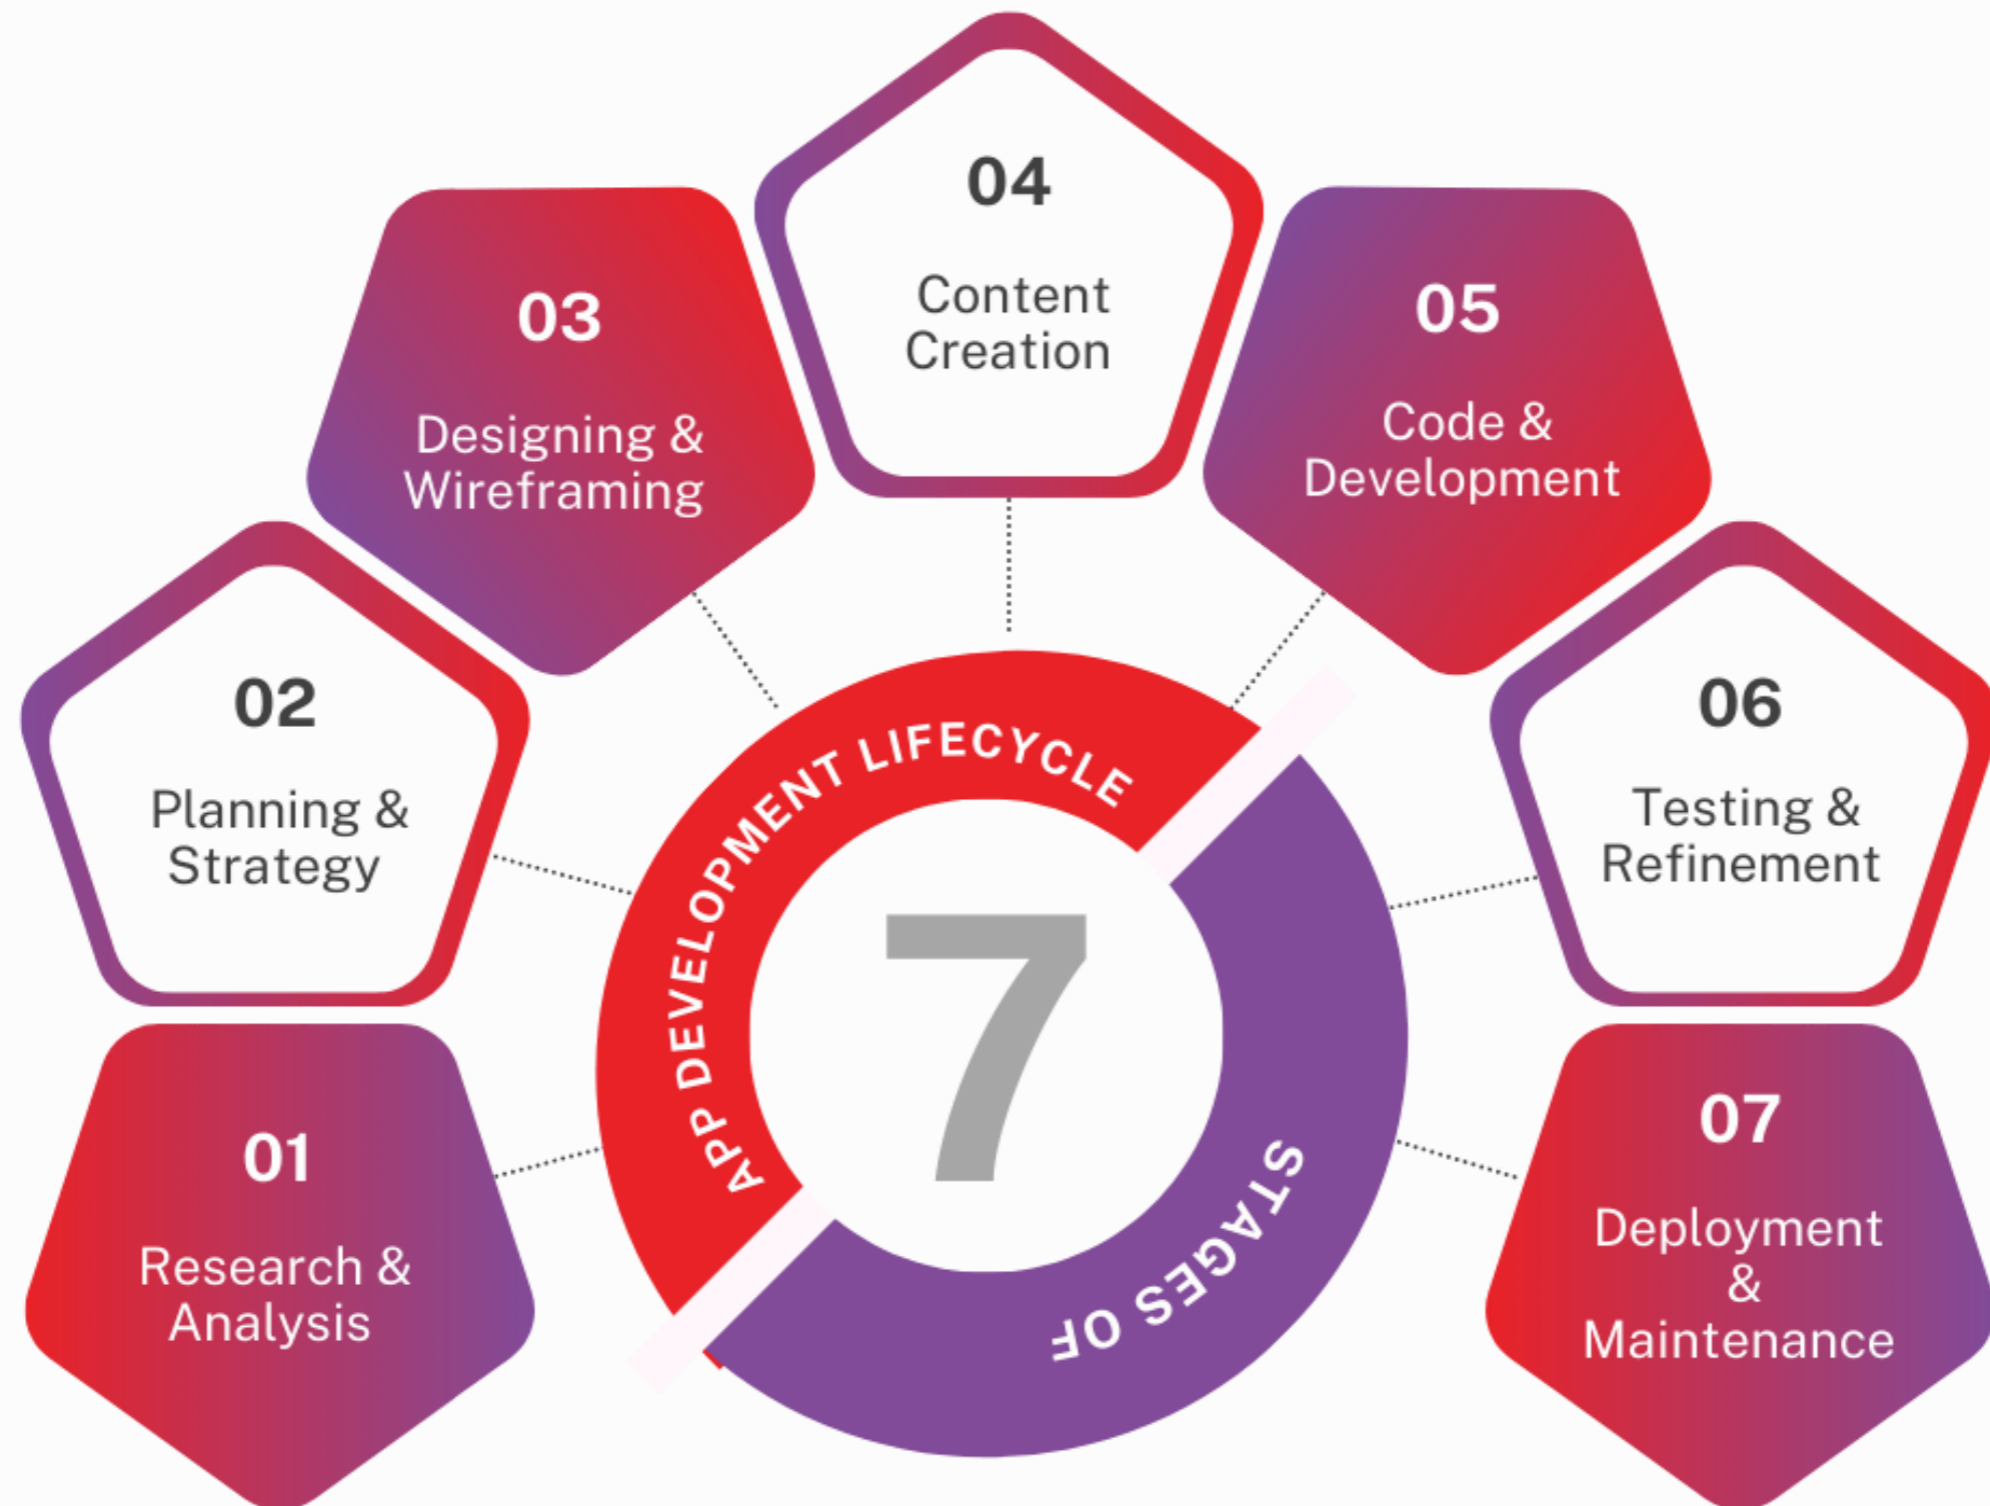 01
Research &
Analysis
02
Planning &
Strategy
03
Designing &
Wireframing
04
Content
Creation
05
Code &
Development
06
Testing &
Refinement
07
Deployment
&
Maintenance
7
STAGES OF
APP DEVELOPMENT LIFECYCLE